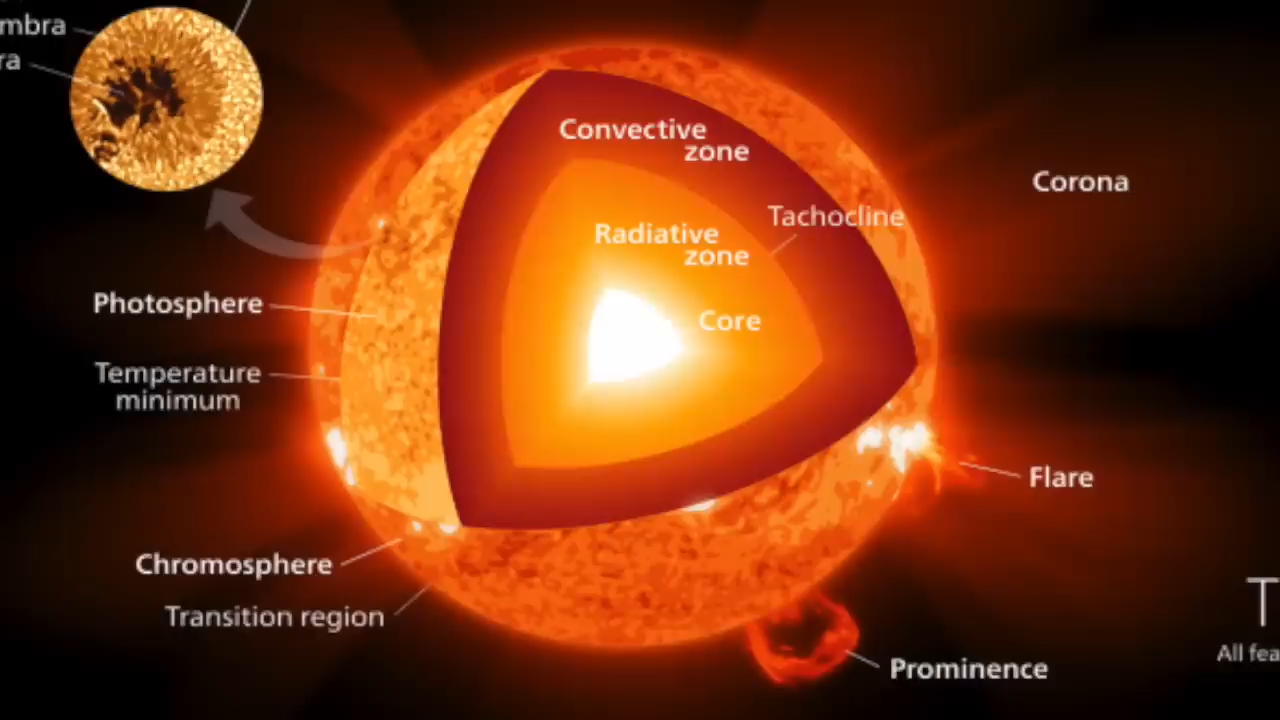 mbra
ra
Convective
zone
Corona
Tachocline
Radiative
zone
Photosphere
Core
Temperature
minimum
Flare
Chromosphere
Transition region
T
All fea
Prominence